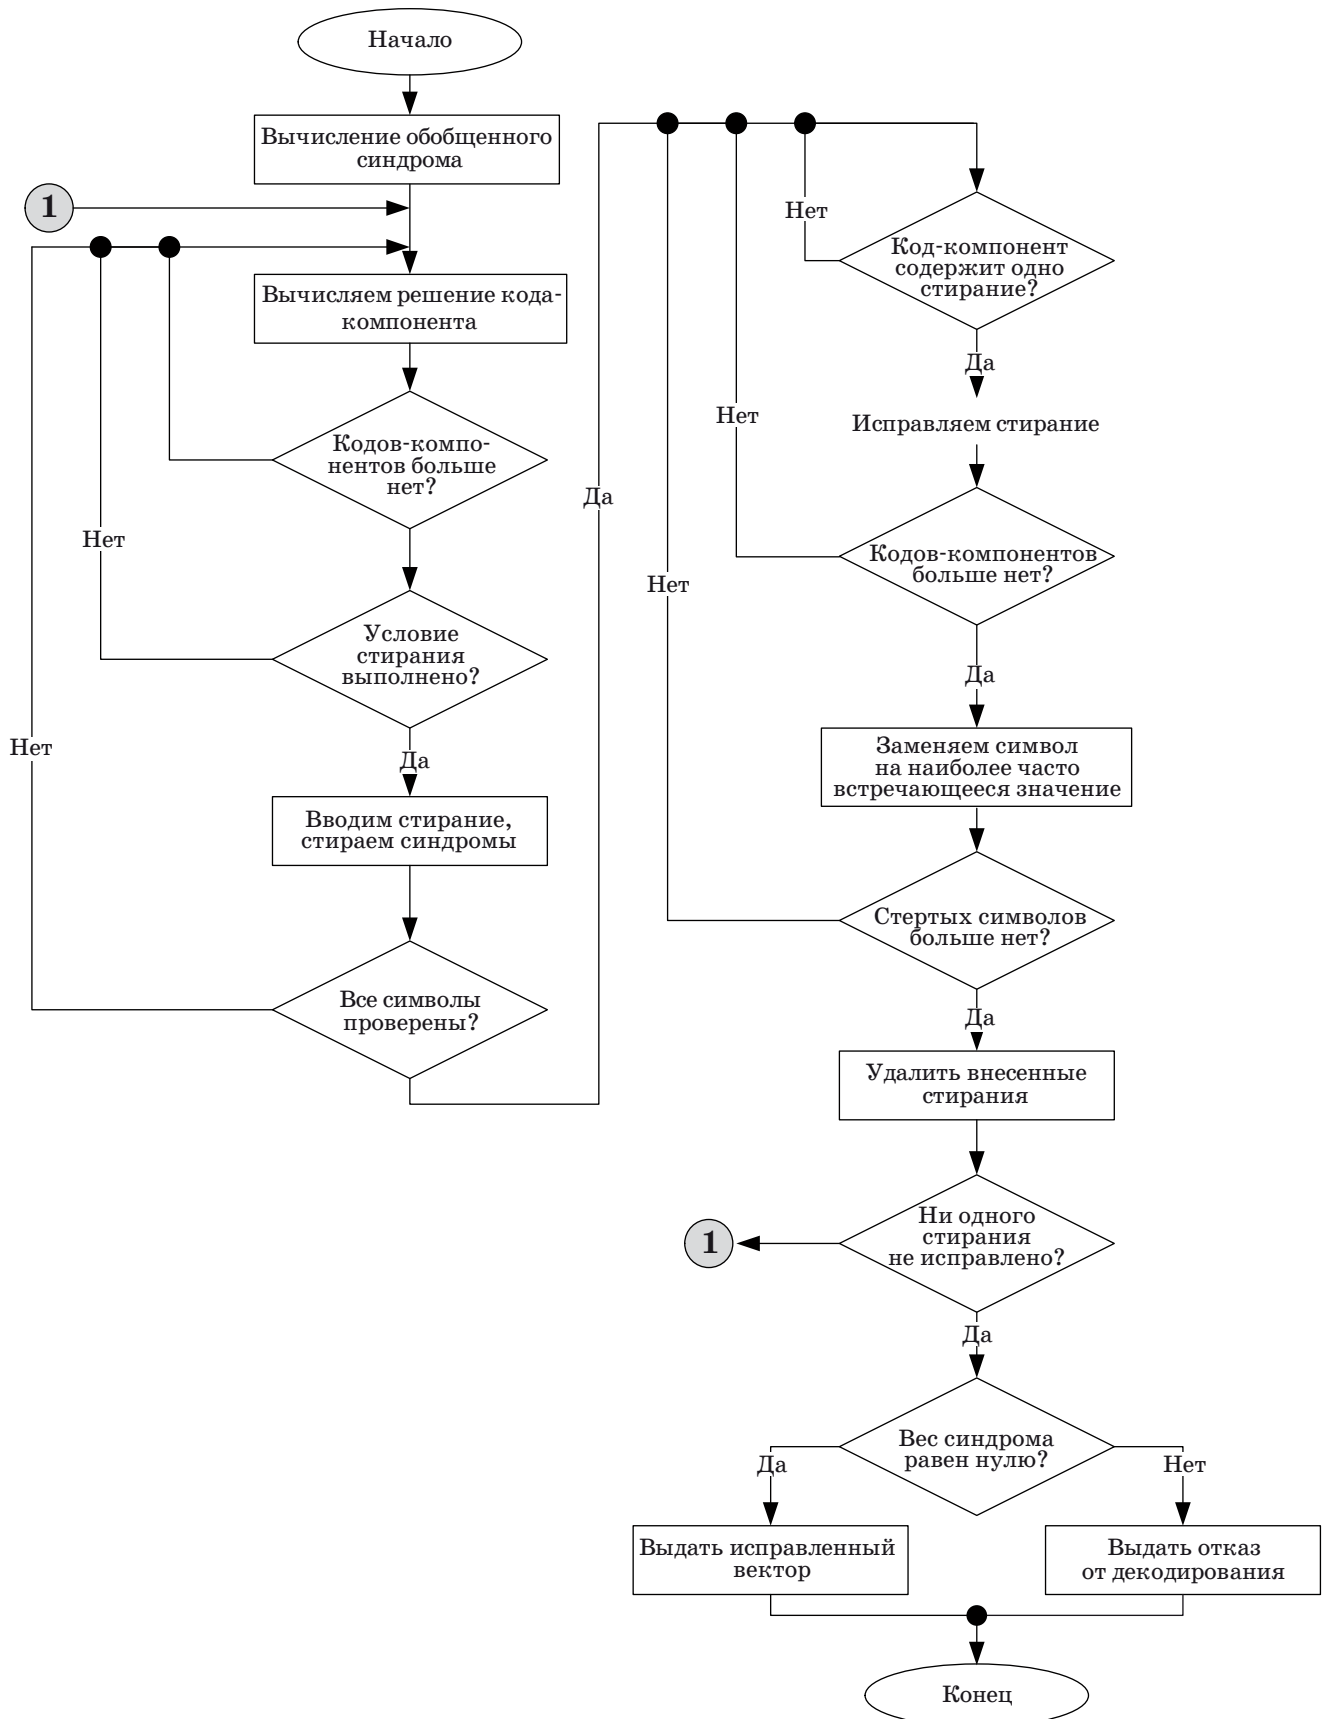 Начало
Вычисление обобщенного
синдрома
1
Вычисляем решение кода-
компонента
Кодов-компо-
нентов больше
нет?
Нет
Условие
стирания
выполнено?
Нет
Да
Вводим стирание,
стираем синдромы
Все символы
проверены?
Да
Нет
Код-компонент
содержит одно
стирание?
Да
Исправляем стирание
Нет
Кодов-компонентов
больше нет?
Нет
Да
Заменяем символ
на наиболее часто
встречающееся значение
Стертых символов
больше нет?
Да
Удалить внесенные
стирания
Ни одного
стирания
не исправлено?
1
Да
Вес синдрома
равен нулю?
Да
Нет
Выдать исправленный
вектор
Выдать отказ
от декодирования
Конец